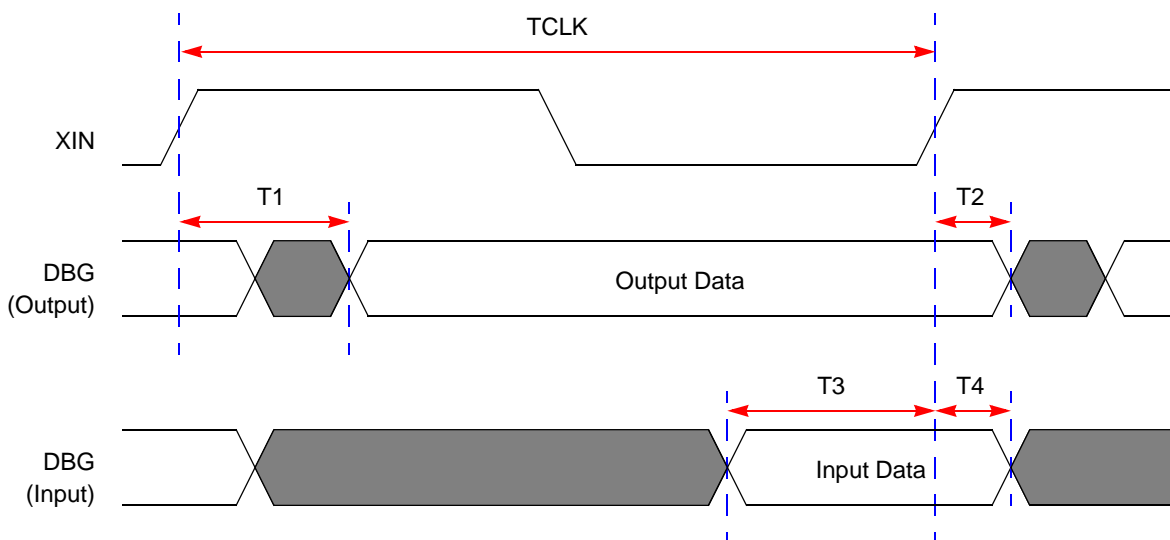 TCLK
XIN
T1
T2
DBG
(Output)
Output Data
T3
T4
DBG
(Input)
Input Data